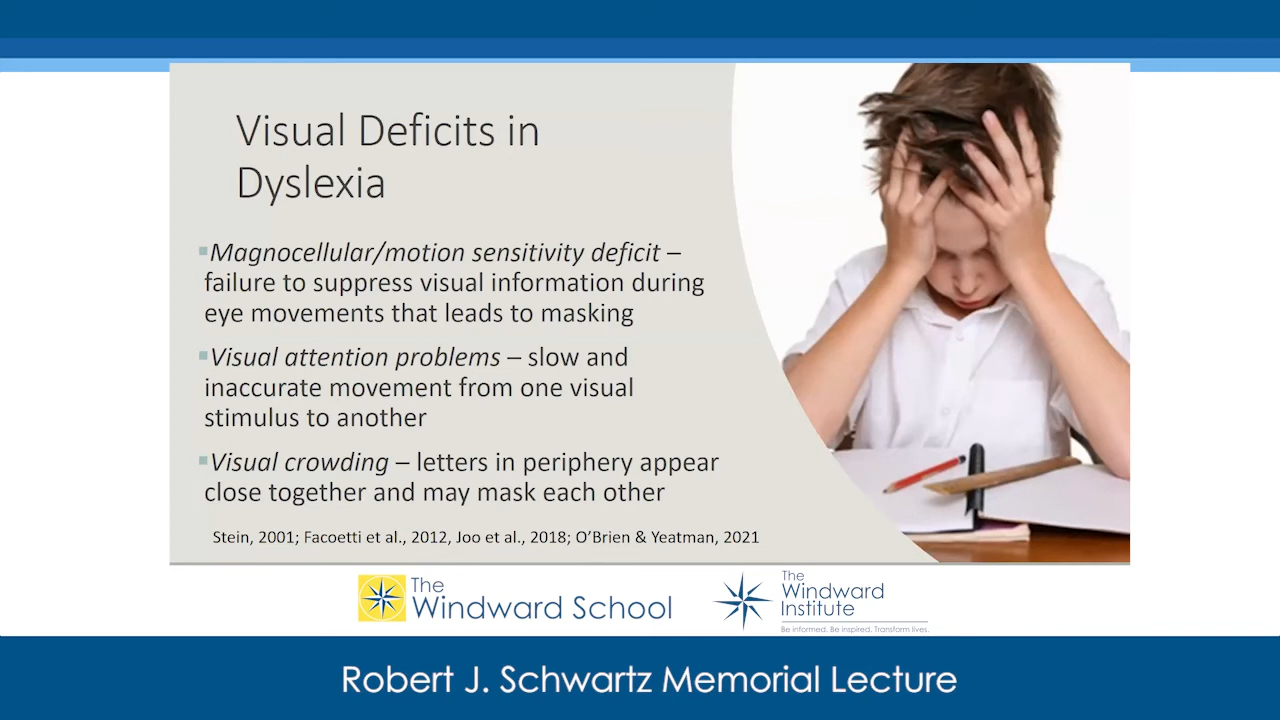 Visual Deficits in
Dyslexia
▪Magnocellular/motion sensitivity deficit –
failure to suppress visual information during
eye movements that leads to masking
▪Visual attention problems – slow and
inaccurate movement from one visual
stimulus to another
▪Visual crowding – letters in periphery appear
close together and may mask each other
Stein, 2001; Facoetti et al., 2012, Joo et al., 2018; O’Brien & Yeatman, 2021
The
Windward School
The
Windward
Institute
Be informed. Be inspired. Transform lives.
Robert J. Schwartz Memorial Lecture